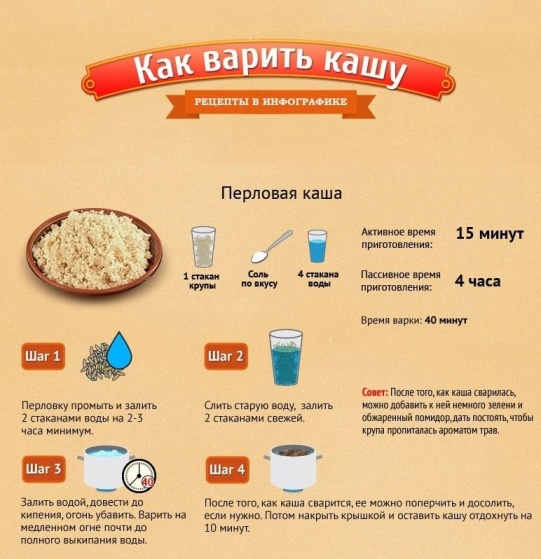 Как варить кашу
РЕЦЕПТЫ В ИНФОГРАФИКЕ
Перловая каша
1 стакан
крупы
Соль
по вкусу
4 стакана
воды
Активное время
приготовления:
15 минут
Пассивное время
приготовления:
4 часа
Время варки: 40 минут
Шаг 1
Перловку промыть и залить
2 стаканами воды на 2-3
часа минимум.
Шаг 2
Слить старую воду, залить
2 стаканами свежей.
Совет: После того, как каша сварилась,
можно добавить к ней немного зелени и
обжаренный помидор, дать постоять, чтобы
крупа пропиталась ароматом трав.
Шаг 3
40
Залить водой, довести до
кипения, огонь убавить. Варить на
медленном огне почти до
полного выкипания воды.
Шаг 4
После того, как каша сварится, ее можно поперчить и досолить,
если нужно. Потом накрыть крышкой и оставить кашу отдохнуть на
10 минут.